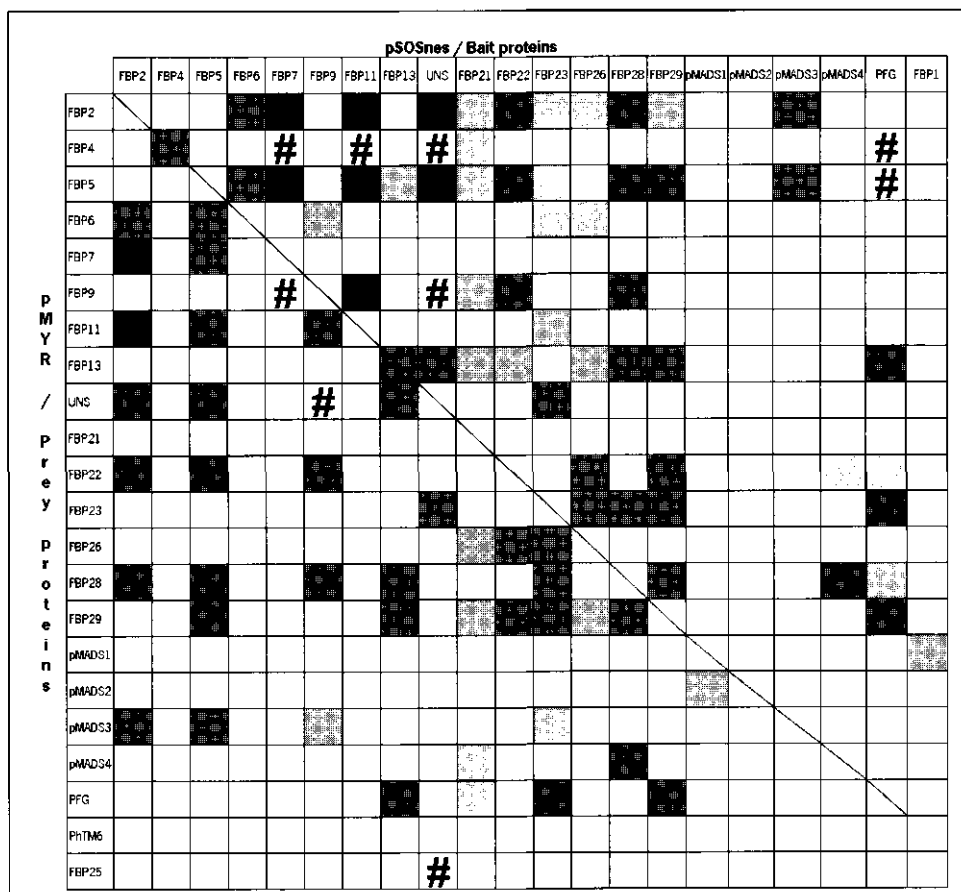 pSOSnes / Bait proteins
FBP2 FBP4 FBP5 FBP6 FBP7 FBP9 FBP11 FBP13 UNS FBP21 FBP22 FBP23 FBP26 FBP28 FBP29 pMADS1 pMADS2 pMADS3 pMADS4 PFG FBP1
pMYR / Prey proteins
FBP2
FBP4 # # # #
FBP5 #
FBP6
FBP7
FBP9 # #
FBP11
FBP13
UNS #
FBP21
FBP22
FBP23
FBP26
FBP28
FBP29
pMADS1
pMADS2
pMADS3
pMADS4
PFG
PhTM6
FBP25 #